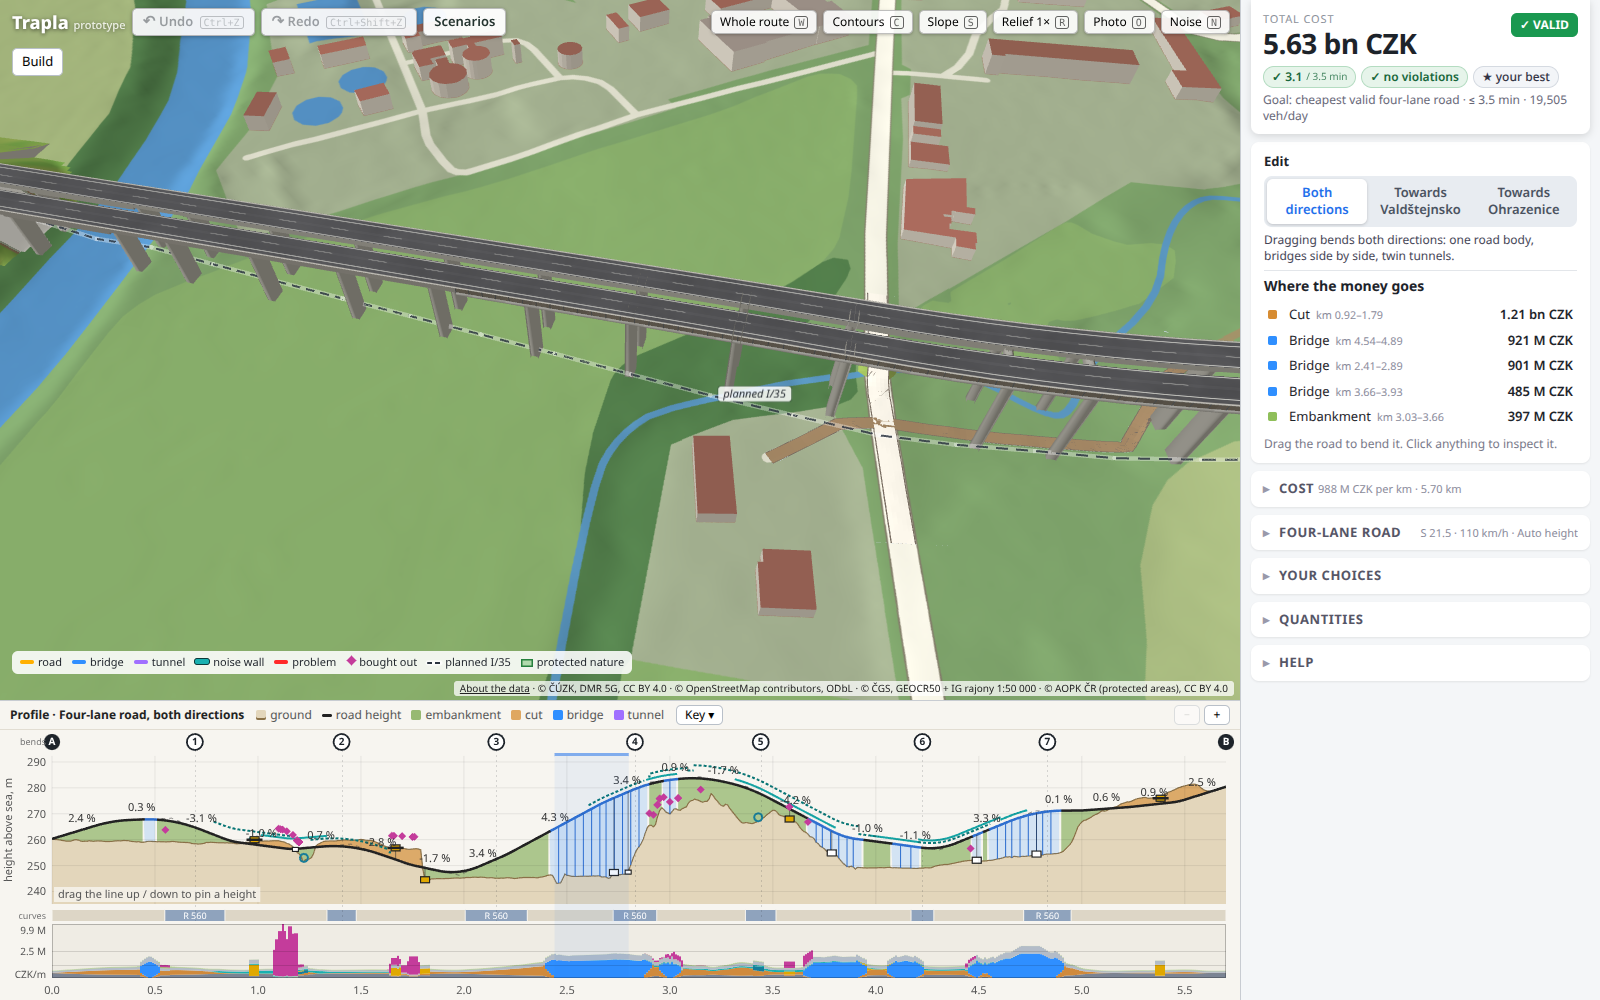 Trapla prototype
↶ Undo Ctrl+Z
↷ Redo Ctrl+Shift+Z
Scenarios
Whole route W
Contours C
Slope S
Relief 1× R
Photo O
Noise N
Build
planned I/35
road
bridge
tunnel
noise wall
problem
bought out
planned I/35
protected nature
About the data · © ČÚZK, DMR 5G, CC BY 4.0 · © OpenStreetMap contributors, ODbL · © ČGS, GEOCR50 + IG rajony 1:50 000 · © AOPK ČR (protected areas), CC BY 4.0
TOTAL COST
5.63 bn CZK
✓ VALID
✓ 3.1 / 3.5 min
✓ no violations
★ your best
Goal: cheapest valid four-lane road · ≤ 3.5 min · 19,505
veh/day
Edit
Both
directions
Towards
Valdštejnsko
Towards
Ohrazenice
Dragging bends both directions: one road body,
bridges side by side, twin tunnels.
Where the money goes
Cut km 0.92–1.79 1.21 bn CZK
Bridge km 4.54–4.89 921 M CZK
Bridge km 2.41–2.89 901 M CZK
Bridge km 3.66–3.93 485 M CZK
Embankment km 3.03–3.66 397 M CZK
Drag the road to bend it. Click anything to inspect it.
▶ COST 988 M CZK per km · 5.70 km
▶ FOUR-LANE ROAD S 21.5 · 110 km/h · Auto height
▶ YOUR CHOICES
▶ QUANTITIES
▶ HELP
Profile · Four-lane road, both directions
ground
road height
embankment
cut
bridge
tunnel
Key ▾
−
+
bends A 1 2 3 4 5 6 7 B
height above sea, m
290
280
270
260
250
240
2.4 %
0.3 %
-3.1 %
-1.0 %
0.7 %
-2.8 %
-1.7 %
3.4 %
4.3 %
3.4 %
0.9 %
-1.7 %
-4.2 %
-1.0 %
-1.1 %
3.3 %
0.1 %
0.6 %
0.9 %
2.5 %
drag the line up / down to pin a height
curves R 560 R 560 R 560 R 560
9.9 M
2.5 M
CZK/m
0.0 0.5 1.0 1.5 2.0 2.5 3.0 3.5 4.0 4.5 5.0 5.5